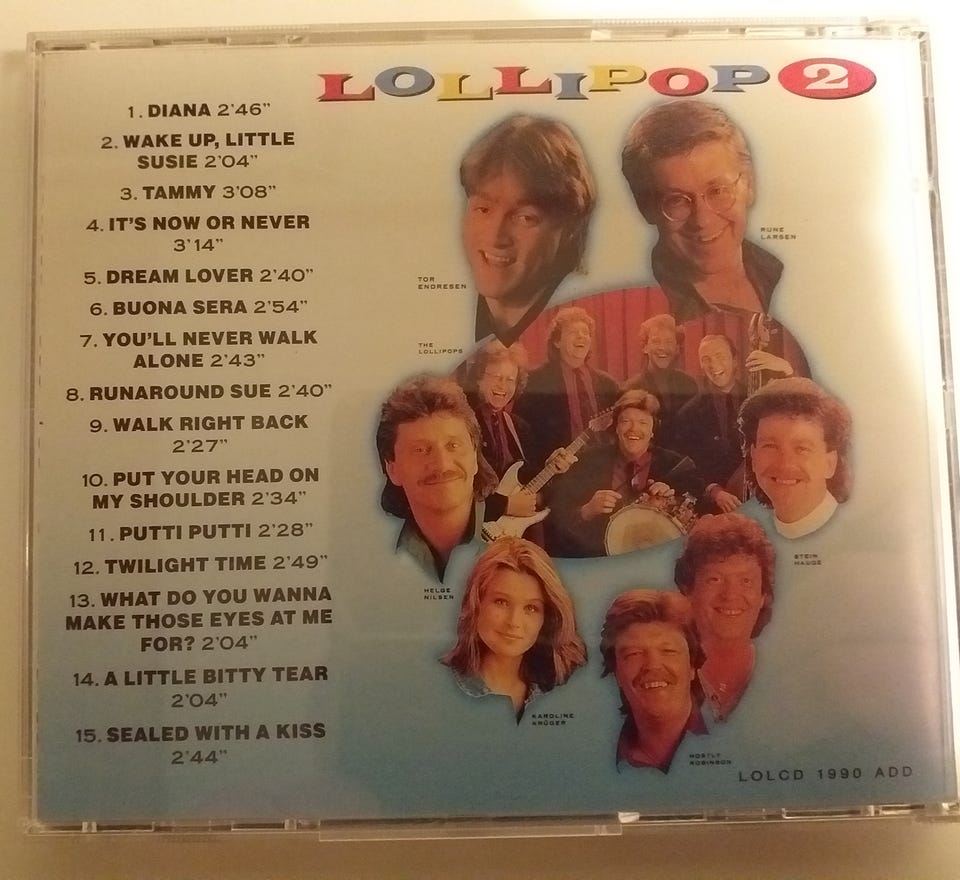 LOLLIPOP 2
1. DIANA 2'46"
2. WAKE UP, LITTLE
SUSIE 2'04"
3. TAMMY 3'08"
4. IT'S NOW OR NEVER
3'14"
5. DREAM LOVER 2'40"
6. BUONA SERA 2'54"
7. YOU'LL NEVER WALK
ALONE 2'43"
8. RUNAROUND SUE 2'40"
9. WALK RIGHT BACK
2'27"
10. PUT YOUR HEAD ON
MY SHOULDER 2'34"
11. PUTTI PUTTI 2'28"
12. TWILIGHT TIME 2'49"
13. WHAT DO YOU WANNA
MAKE THOSE EYES AT ME
FOR? 2'04"
14. A LITTLE BITTY TEAR
2'04"
15. SEALED WITH A KISS
2'44"
RUNE
LARSEN
TOR
ENDRESEN
THE
LOLLIPOPS
STEIN
HAUGE
HELGE
NILSEN
KAROLINE
KRÜGER
MOSTLY
ROBINSON
LOLCD 1990 ADD